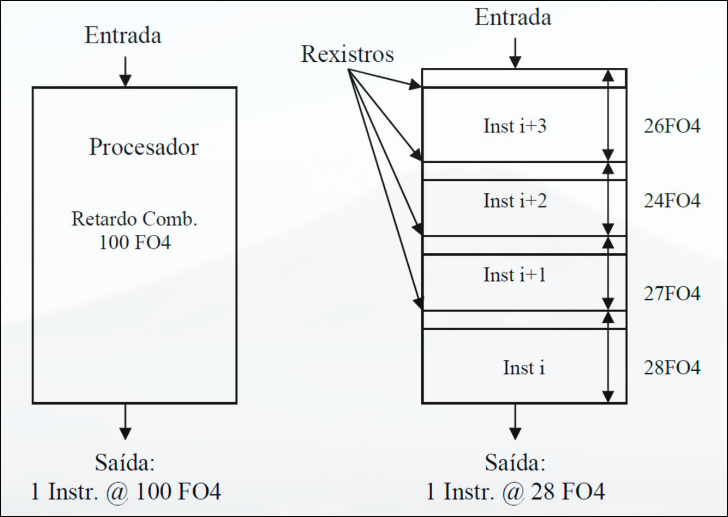 Entrada
Procesador
Retardo Comb.
100 FO4
Saída:
1 Instr. @ 100 FO4
Entrada
Rexistros
Inst i+3
26FO4
Inst i+2
24FO4
Inst i+1
27FO4
Inst i
28FO4
Saída:
1 Instr. @ 28 FO4